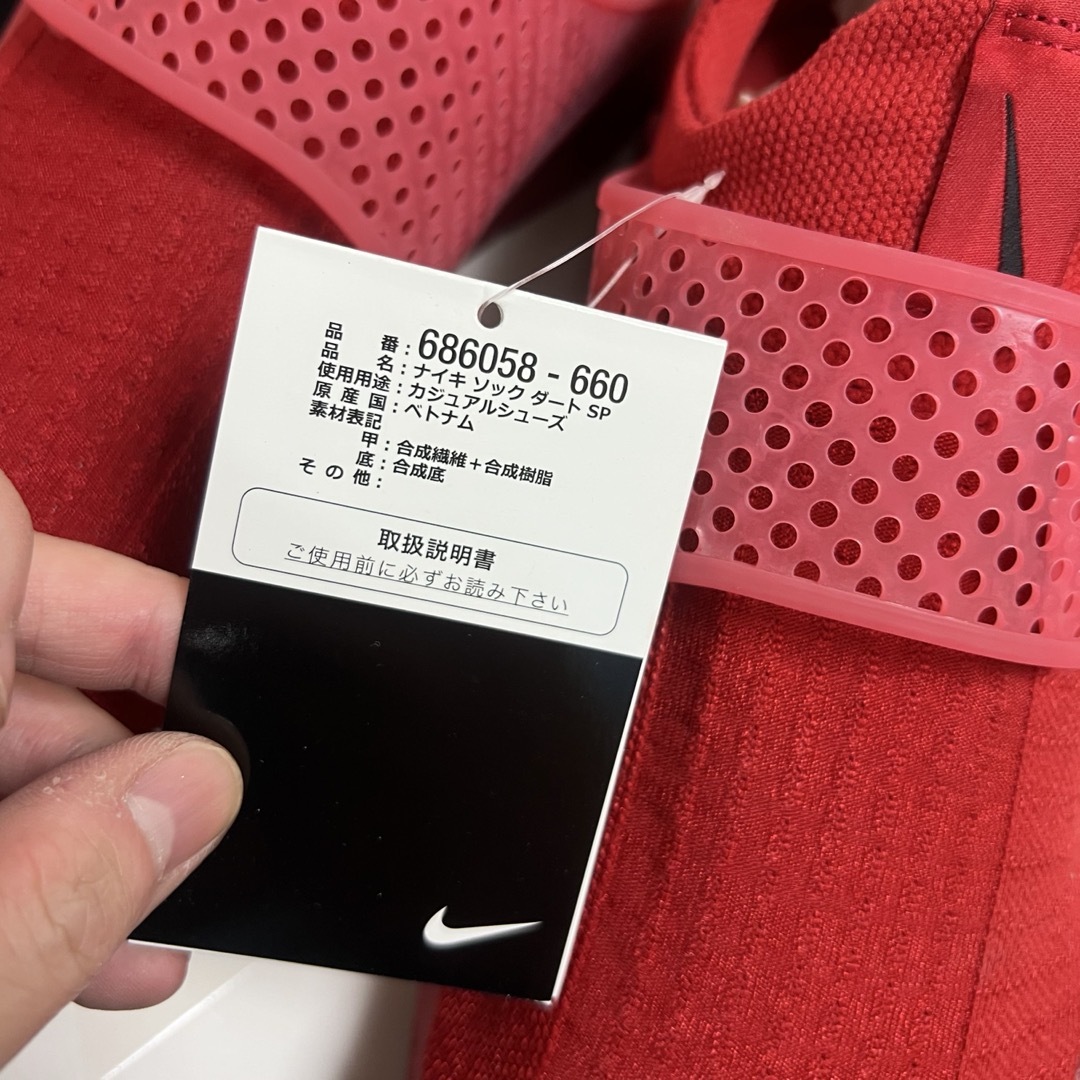 品番：686058-660
品名：ナイキ ソック ダート SP
使用用途：カジュアルシューズ
原産国：ベトナム
素材表記
甲：合成繊維＋合成樹脂
底：合成底
その他：
取扱説明書
ご使用前に必ずお読み下さい